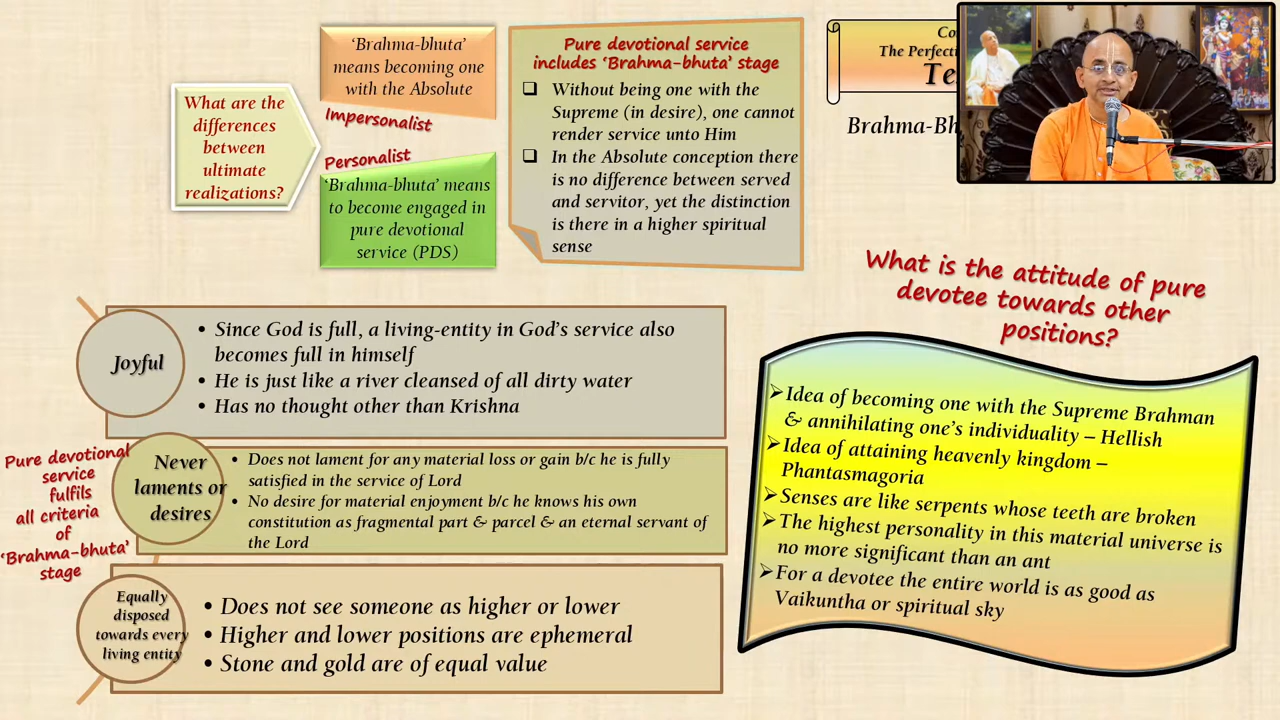 What are the
differences
between
ultimate
realizations?
‘Brahma-bhuta’
means becoming one
with the Absolute
Impersonalist
Personalist
‘Brahma-bhuta’ means
to become engaged in
pure devotional
service (PDS)
Pure devotional service
includes ‘Brahma-bhuta’ stage
Without being one with the
Supreme (in desire), one cannot
render service unto Him
In the Absolute conception there
is no difference between served
and servitor, yet the distinction
is there in a higher spiritual
sense
The
Pure devotional
service
fulfils
all criteria
of
‘Brahma-bhuta’
stage
Joyful
• Since God is full, a living-entity in God’s service also
becomes full in himself
• He is just like a river cleansed of all dirty water
• Has no thought other than Krishna
Never
laments or
desires
• Does not lament for any material loss or gain b/c he is fully
satisfied in the service of Lord
• No desire for material enjoyment b/c he knows his own
constitution as fragmental part & parcel & an eternal servant of
the Lord
Equally
disposed
towards every
living entity
• Does not see someone as higher or lower
• Higher and lower positions are ephemeral
• Stone and gold are of equal value
What is the attitude of pure
devotee towards other
positions?
➢Idea of becoming one with the Supreme Brahman
& annihilating one’s individuality – Hellish
➢Idea of attaining heavenly kingdom –
Phantasmagoria
➢Senses are like serpents whose teeth are broken
➢The highest personality in this material universe is
no more significant than an ant
➢For a devotee the entire world is as good as
Vaikuntha or spiritual sky